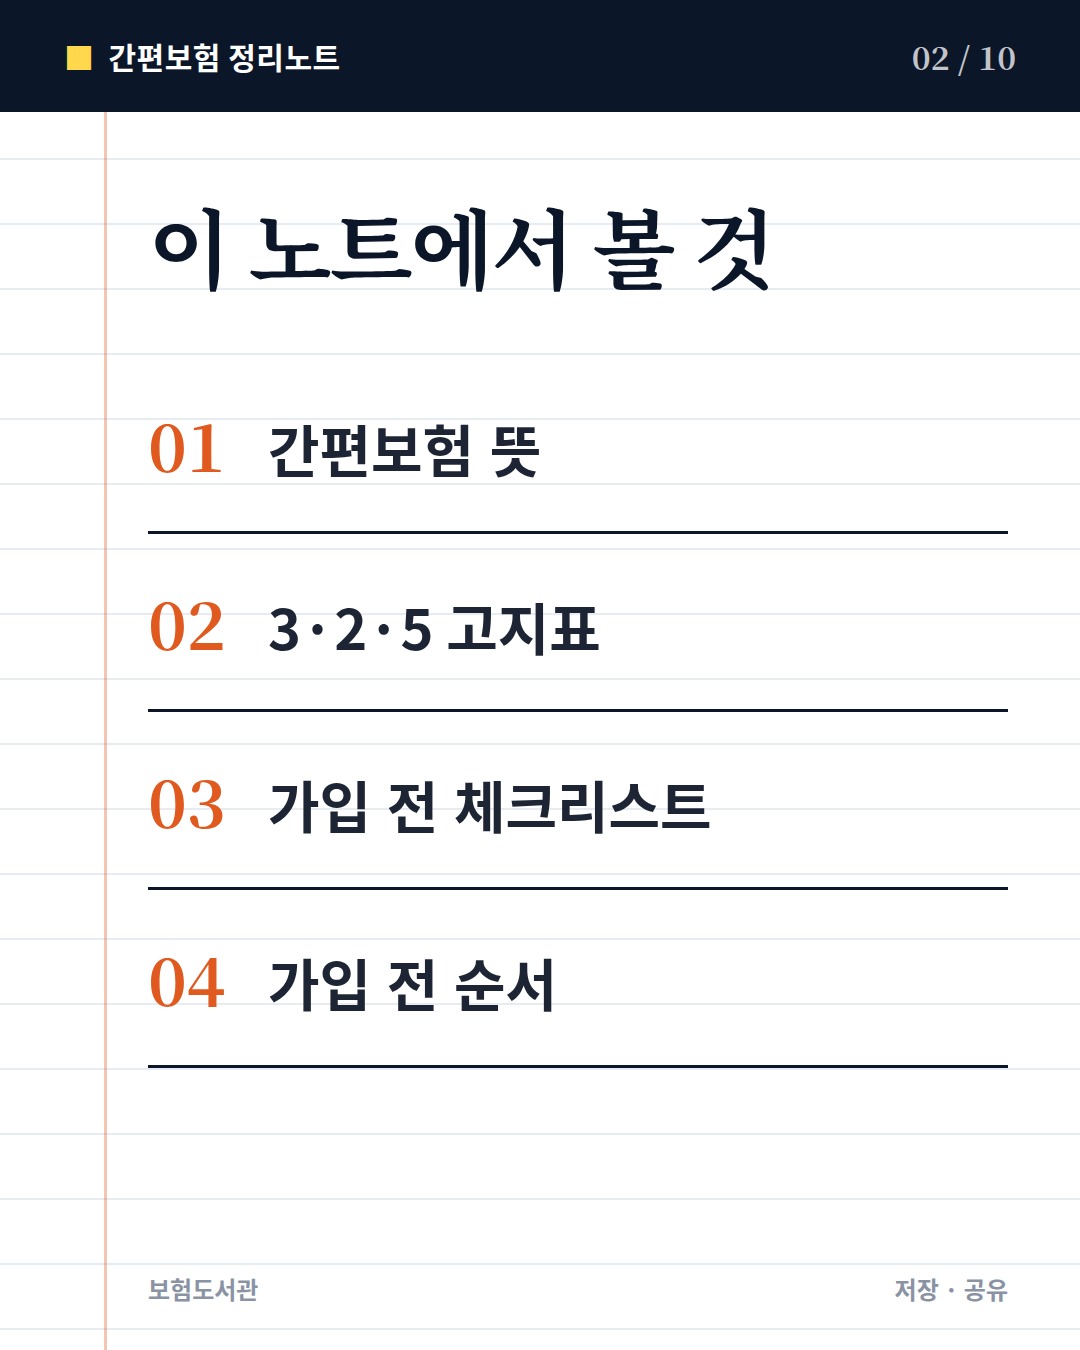 간편보험 정리노트
02 / 10
이 노트에서 볼 것
01 간편보험 뜻
02 3·2·5 고지표
03 가입 전 체크리스트
04 가입 전 순서
보험도서관
저장 · 공유